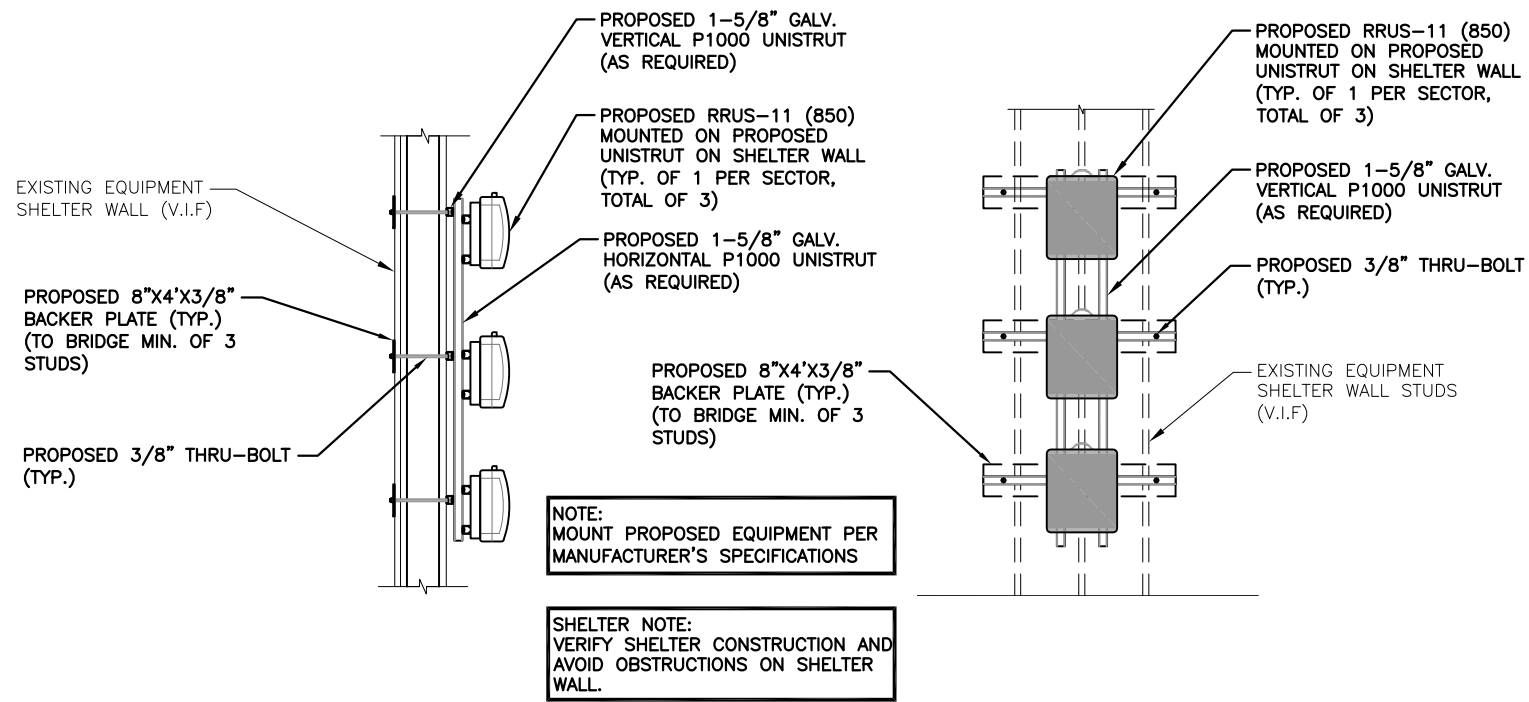 PROPOSED 1-5/8" GALV.
VERTICAL P1000 UNISTRUT
(AS REQUIRED)
PROPOSED RRUS-11 (850)
MOUNTED ON PROPOSED
UNISTRUT ON SHELTER WALL
(TYP. OF 1 PER SECTOR,
TOTAL OF 3)
EXISTING EQUIPMENT
SHELTER WALL (V.I.F)
PROPOSED 1-5/8" GALV.
HORIZONTAL P1000 UNISTRUT
(AS REQUIRED)
PROPOSED 8"X4'X3/8"
BACKER PLATE (TYP.)
(TO BRIDGE MIN. OF 3
STUDS)
PROPOSED 3/8" THRU-BOLT
(TYP.)
NOTE:
MOUNT PROPOSED EQUIPMENT PER
MANUFACTURER'S SPECIFICATIONS
SHELTER NOTE:
VERIFY SHELTER CONSTRUCTION AND
AVOID OBSTRUCTIONS ON SHELTER
WALL.
PROPOSED RRUS-11 (850)
MOUNTED ON PROPOSED
UNISTRUT ON SHELTER WALL
(TYP. OF 1 PER SECTOR,
TOTAL OF 3)
PROPOSED 1-5/8" GALV.
VERTICAL P1000 UNISTRUT
(AS REQUIRED)
PROPOSED 3/8" THRU-BOLT
(TYP.)
PROPOSED 8"X4'X3/8"
BACKER PLATE (TYP.)
(TO BRIDGE MIN. OF 3
STUDS)
EXISTING EQUIPMENT
SHELTER WALL STUDS
(V.I.F)